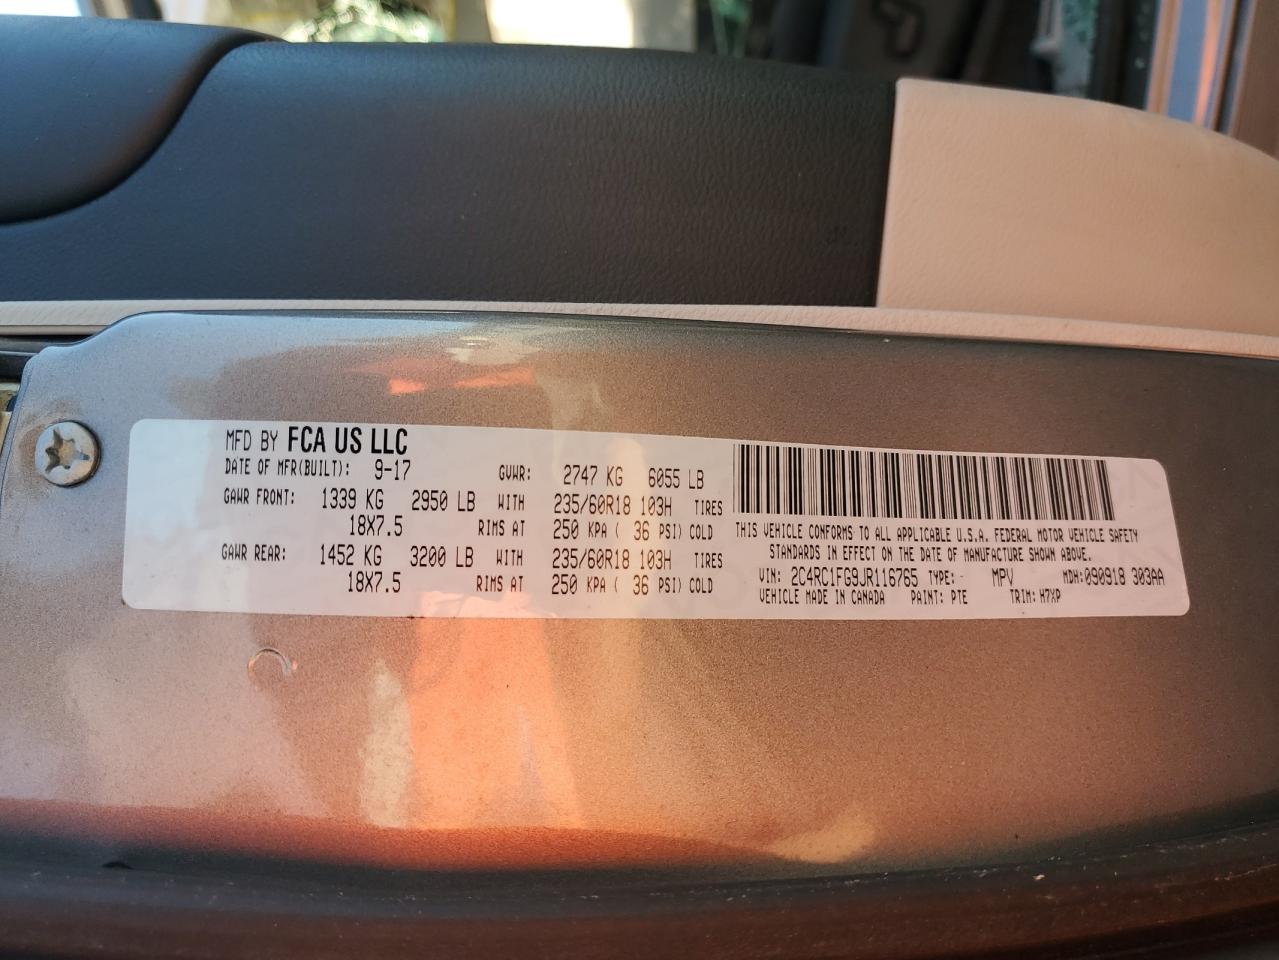 MFD BY FCA US LLC
DATE OF MFR(BUILT): 9-17 GVWR: 2747 KG 6055 LB
GAWR FRONT: 1339 KG 2950 LB WITH 235/60R18 103H TIRES
18X7.5 RIMS AT 250 KPA ( 36 PSI) COLD
GAWR REAR: 1452 KG 3200 LB WITH 235/60R18 103H TIRES
18X7.5 RIMS AT 250 KPA ( 36 PSI) COLD
THIS VEHICLE CONFORMS TO ALL APPLICABLE U.S.A. FEDERAL MOTOR VEHICLE SAFETY
STANDARDS IN EFFECT ON THE DATE OF MANUFACTURE SHOWN ABOVE.
VIN: 2C4RC1FG9JR116765 TYPE: MPV MDH:090918 303AA
VEHICLE MADE IN CANADA PAINT: PTE TRIM: H7XP